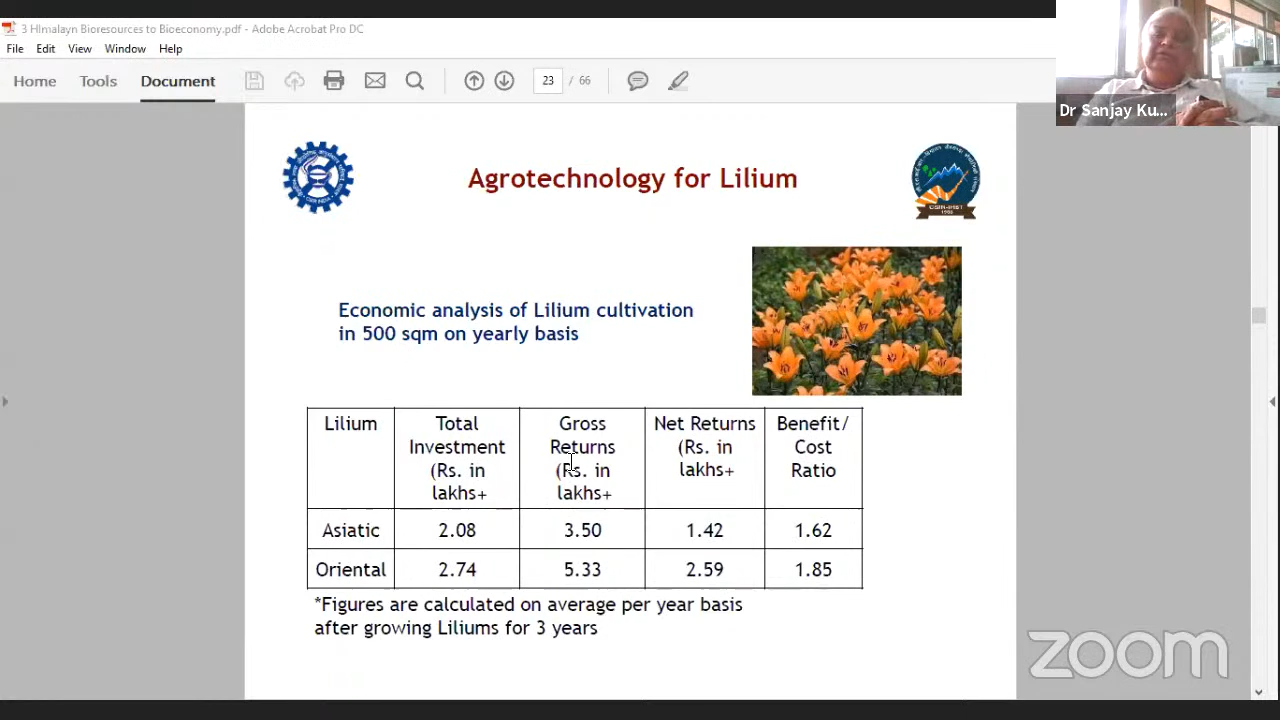 3 HImalayn Bioresources to Bioeconomy.pdf - Adobe Acrobat Pro DC
File Edit View Window Help
Home Tools Document 23 / 66
Dr Sanjay Ku...
Agrotechnology for Lilium
CSIR-IHBT
Economic analysis of Lilium cultivation
in 500 sqm on yearly basis
Lilium Total Investment (Rs. in lakhs+ Gross Returns (Rs. in lakhs+ Net Returns (Rs. in lakhs+ Benefit/ Cost Ratio
Asiatic 2.08 3.50 1.42 1.62
Oriental 2.74 5.33 2.59 1.85
*Figures are calculated on average per year basis
after growing Liliums for 3 years
zoom